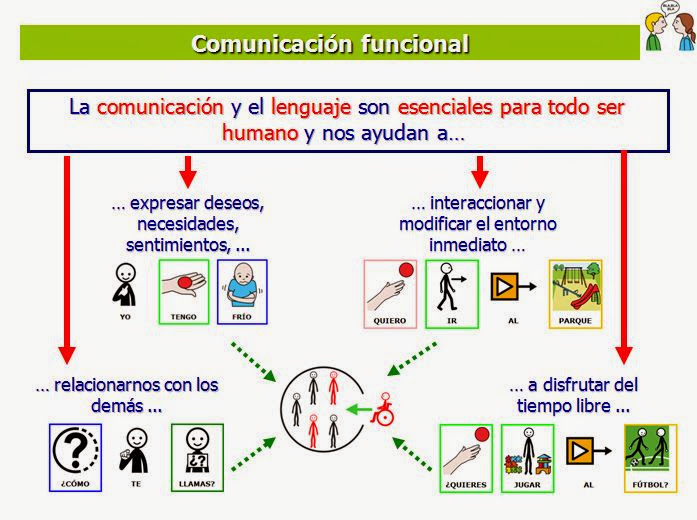 BLABLA
BLA
Comunicación funcional
La comunicación y el lenguaje son esenciales para todo ser
humano y nos ayudan a…
… expresar deseos,
necesidades,
sentimientos, ...
… interaccionar y
modificar el entorno
inmediato …
YO TENGO FRÍO
QUIERO IR AL PARQUE
… relacionarnos con los
demás ...
… a disfrutar del
tiempo libre ...
¿CÓMO TE LLAMAS?
¿QUIERES JUGAR AL FÚTBOL?